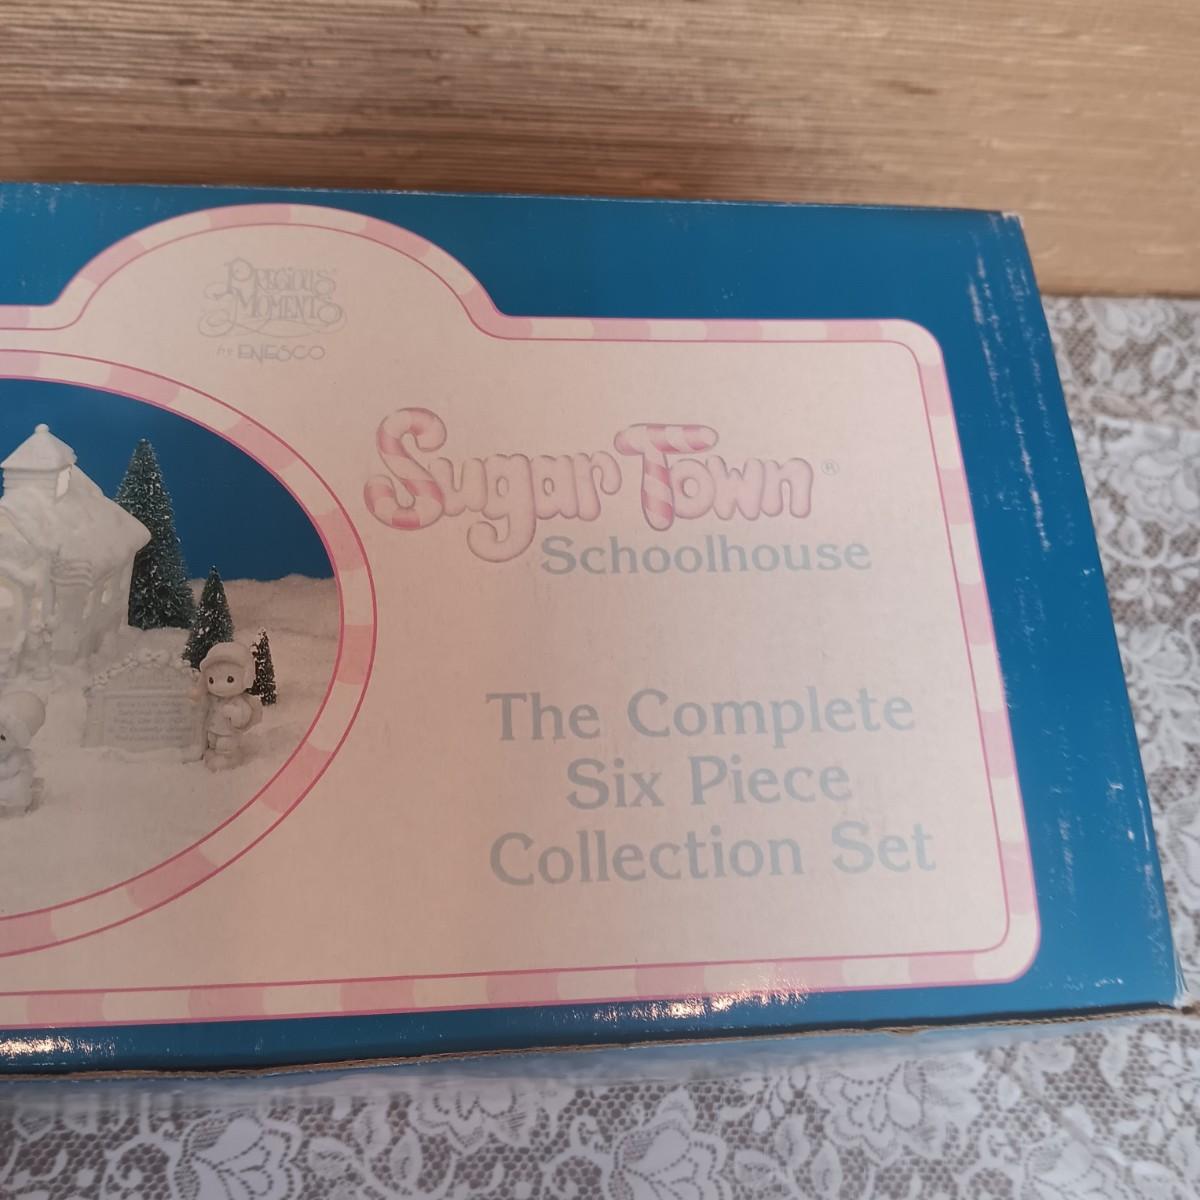 PRECIOUS
MOMENTS
by ENESCO
Sugar Town®
Schoolhouse
The Complete
Six Piece
Collection Set